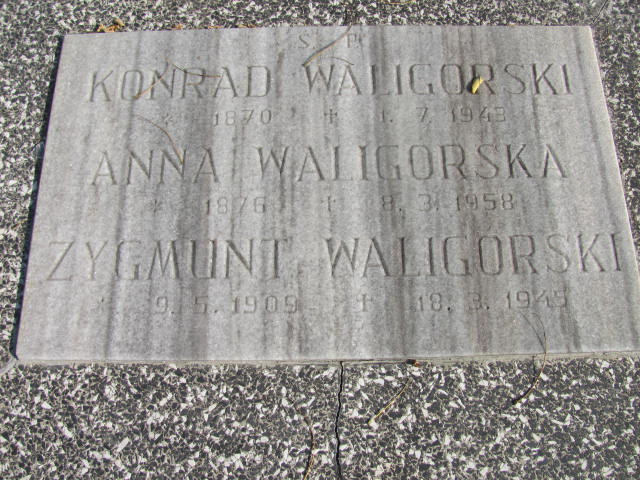 Ś P
KONRAD WALIGORSKI
* 1870 + 1. 7. 1943
ANNA WALIGORSKA
* 1876 + 8. 3. 1958
ZYGMUNT WALIGORSKI
* 9. 5. 1909 + 18. 3. 1949